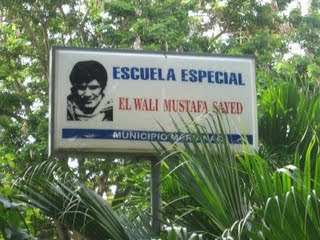 ESCUELA ESPECIAL
EL WALI MUSTAFA SAYED
MUNICIPIO